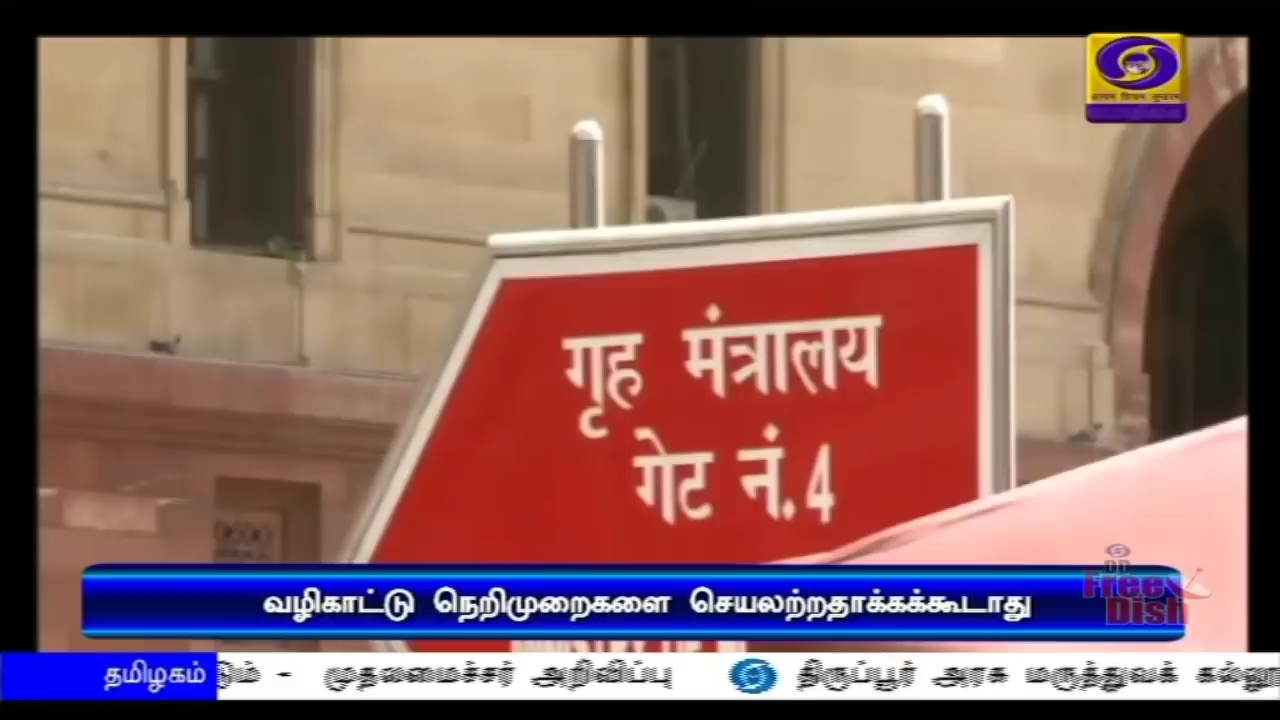 गृह मंत्रालय
गेट नं.4
வழிகாட்டு நெறிமுறைகளை செயலற்றதாக்கக்கூடாது
DD
Free
Dish
தமிழகம்
டும் - முதலமைச்சர் அறிவிப்பு திருப்பூர் அரசு மருத்துவக்